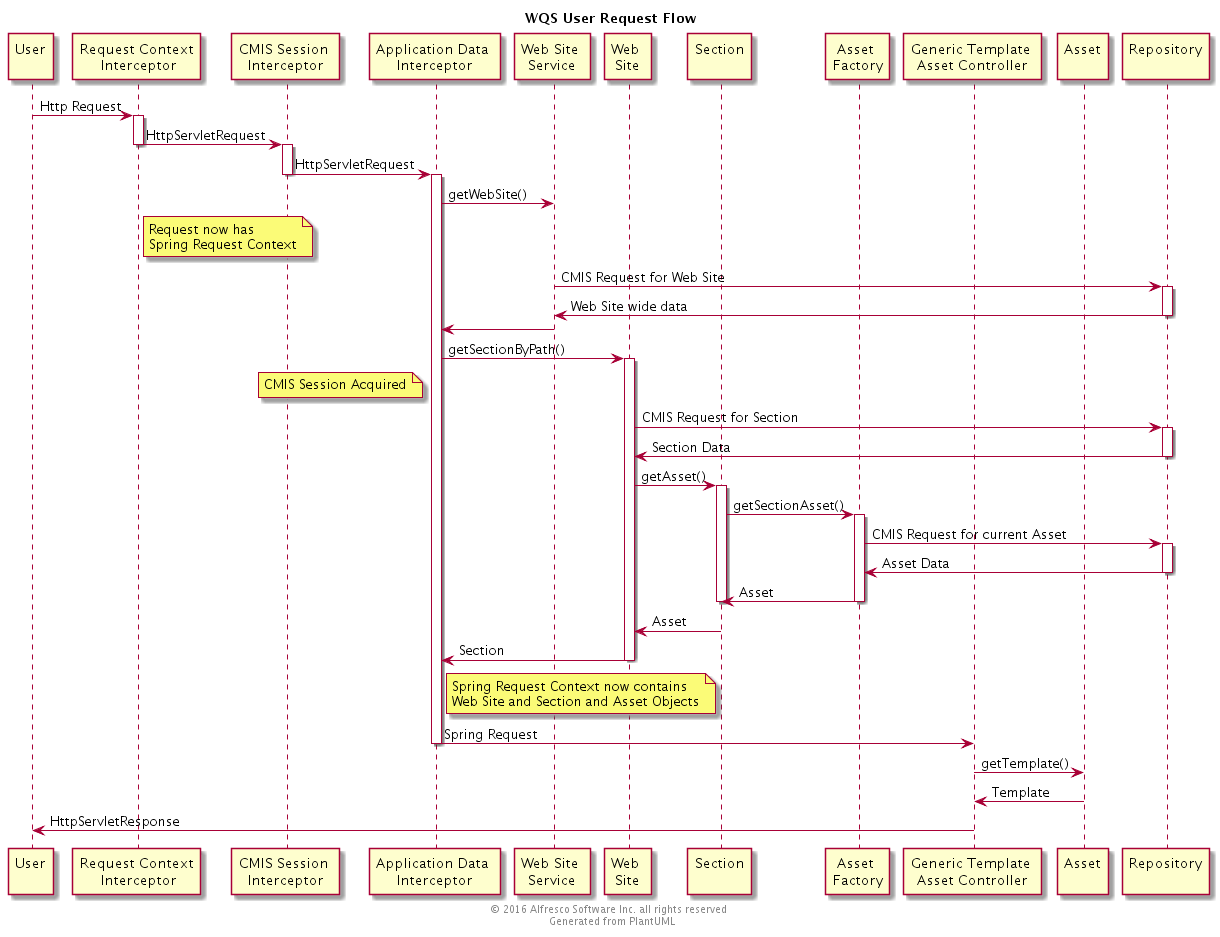 WQS User Request Flow
User
Request Context
Interceptor
CMIS Session
Interceptor
Application Data
Interceptor
Web Site
Service
Web
Site
Section
Asset
Factory
Generic Template
Asset Controller
Asset
Repository
Http Request
HttpServletRequest
HttpServletRequest
getWebSite()
Request now has
Spring Request Context
CMIS Request for Web Site
Web Site wide data
getSectionByPath()
CMIS Session Acquired
CMIS Request for Section
Section Data
getAsset()
getSectionAsset()
CMIS Request for current Asset
Asset Data
Asset
Asset
Section
Spring Request Context now contains
Web Site and Section and Asset Objects
Spring Request
getTemplate()
Template
HttpServletResponse
User
Request Context
Interceptor
CMIS Session
Interceptor
Application Data
Interceptor
Web Site
Service
Web
Site
Section
Asset
Factory
Generic Template
Asset Controller
Asset
Repository
© 2016 Alfresco Software Inc. all rights reserved
Generated from PlantUML